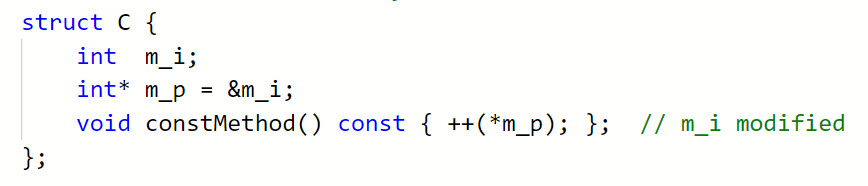 struct C {
    int  m_i;
    int* m_p = &m_i;
    void constMethod() const { ++(*m_p); };  // m_i modified
};